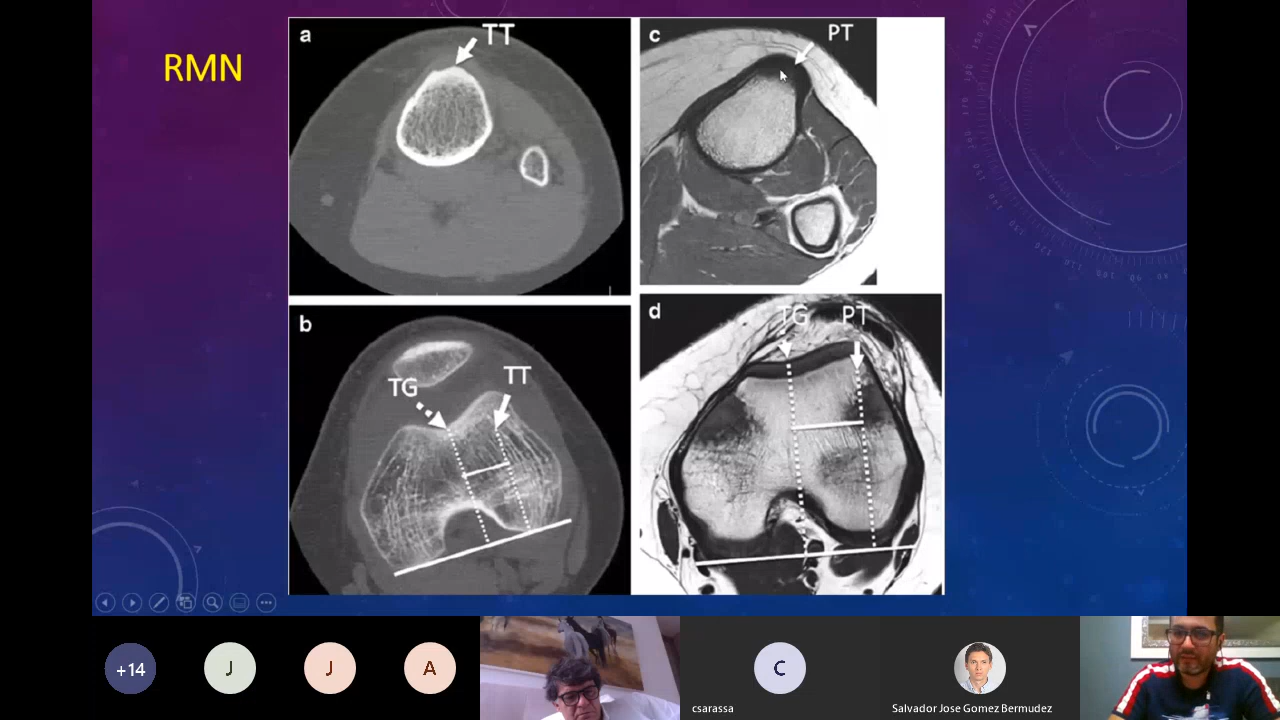 RMN
a
TT
c
PT
b
TG
TT
d
TG
PT
+14
J
J
A
C
csarassa
Salvador Jose Gomez Bermudez